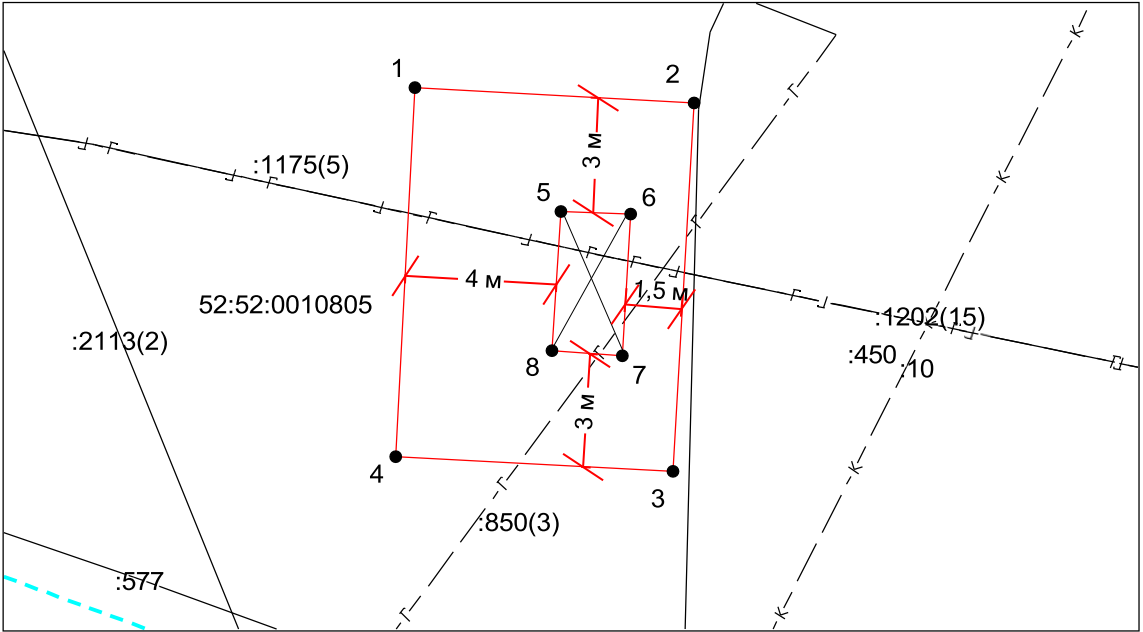 К
1
2
Г
3 м
:1175(5)
К
5
6
Г
4 м
1,5 м
52:52:0010805
:1202(15)
:2113(2)
:450
:10
8
7
Г
3 м
4
3
К
Г
:850(3)
:577
Г
К